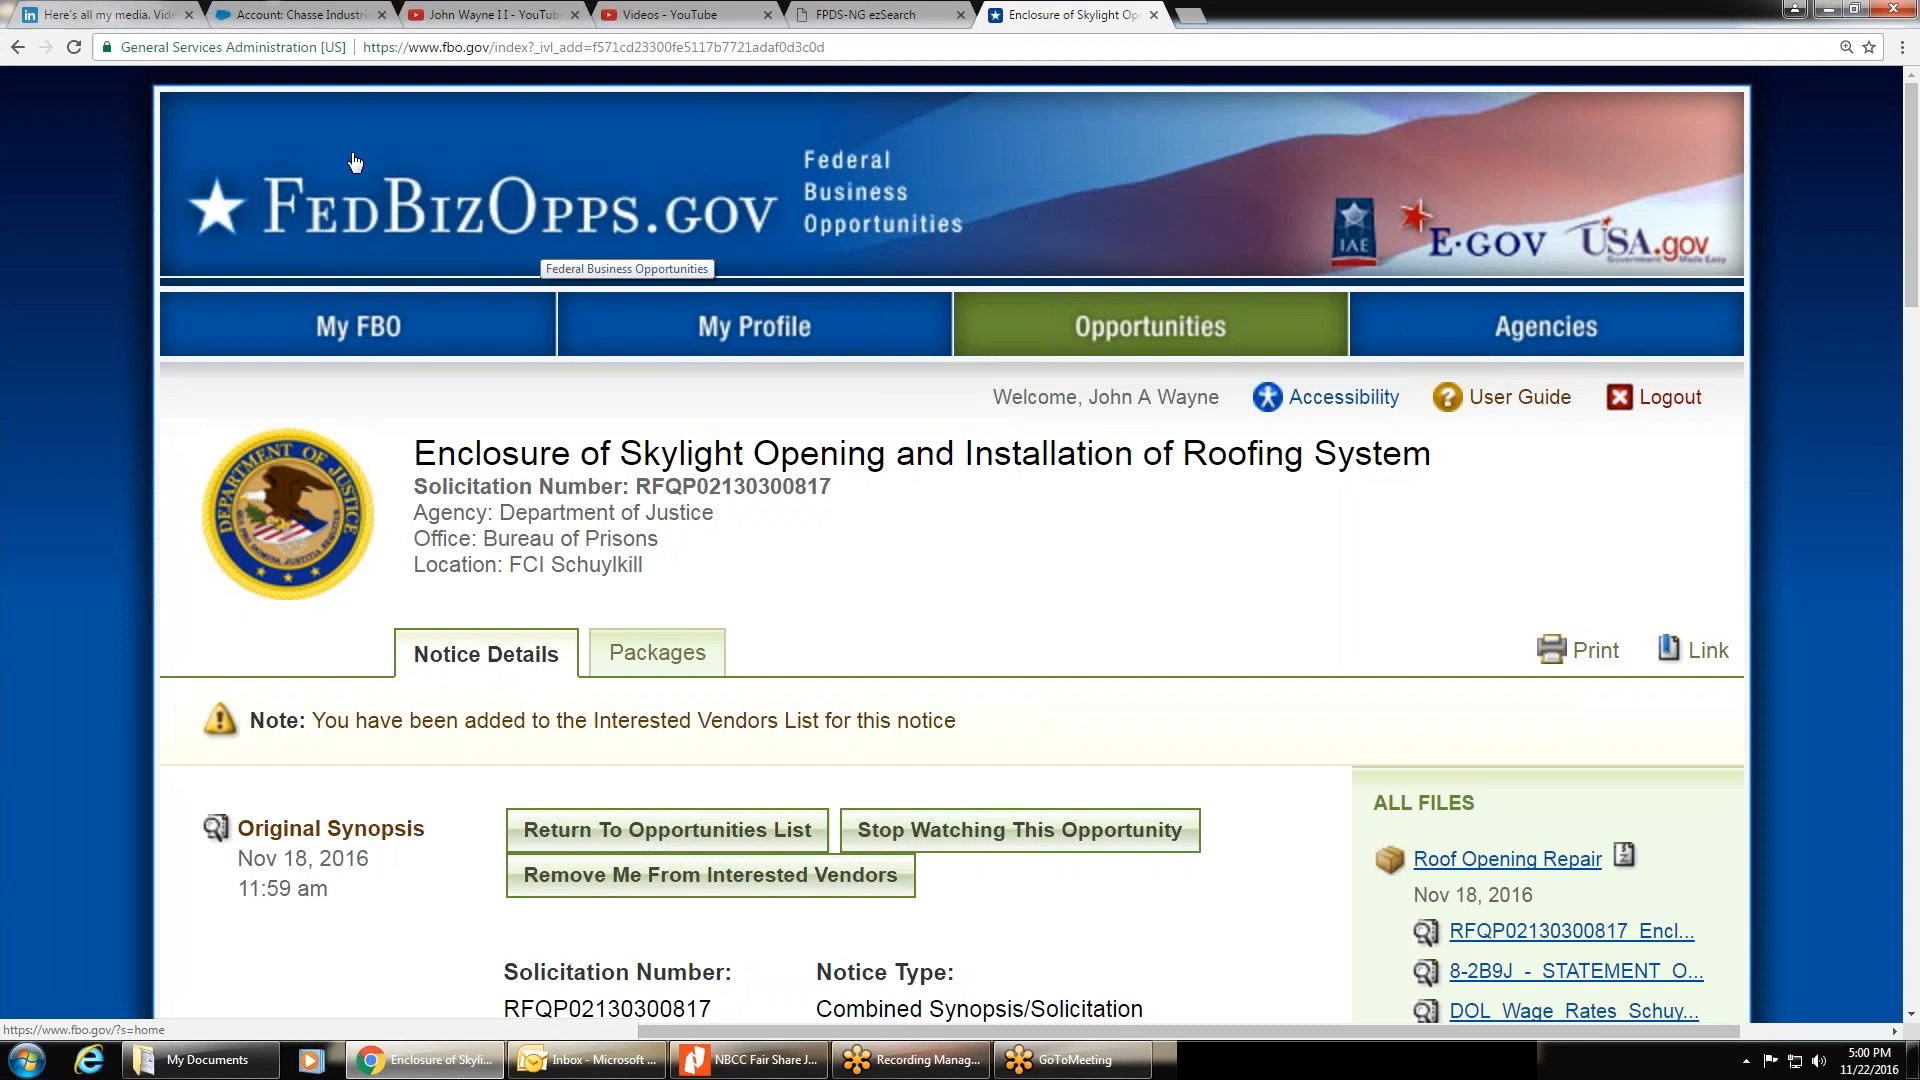 Here's all my media. Vide
Account: Chasse Industri
John Wayne I I - YouTub
Videos - YouTube
FPDS-NG ezSearch
Enclosure of Skylight Op
General Services Administration [US]
https://www.fbo.gov/index?_ivl_add=f571cd23300fe5117b7721adaf0d3c0d
FEDBIZOPPS.GOV
Federal
Business
Opportunities
IAE
E-GOV
USA.gov
Federal Business Opportunities
My FBO
My Profile
Opportunities
Agencies
Welcome, John A Wayne
Accessibility
User Guide
Logout
DEPARTMENT OF JUSTICE
Enclosure of Skylight Opening and Installation of Roofing System
Solicitation Number: RFQP02130300817
Agency: Department of Justice
Office: Bureau of Prisons
Location: FCI Schuylkill
Notice Details
Packages
Print
Link
Note: You have been added to the Interested Vendors List for this notice
Original Synopsis
Nov 18, 2016
11:59 am
Return To Opportunities List
Stop Watching This Opportunity
Remove Me From Interested Vendors
Solicitation Number:
RFQP02130300817
Notice Type:
Combined Synopsis/Solicitation
ALL FILES
Roof Opening Repair
Nov 18, 2016
RFQP02130300817_Encl...
8-2B9J_-_STATEMENT_O...
DOL_Wage_Rates_Schuy...
https://www.fbo.gov/?s=home
My Documents
Enclosure of Skyli...
Inbox - Microsoft ...
NBCC Fair Share J...
Recording Manag...
GoToMeeting
5:00 PM
11/22/2016